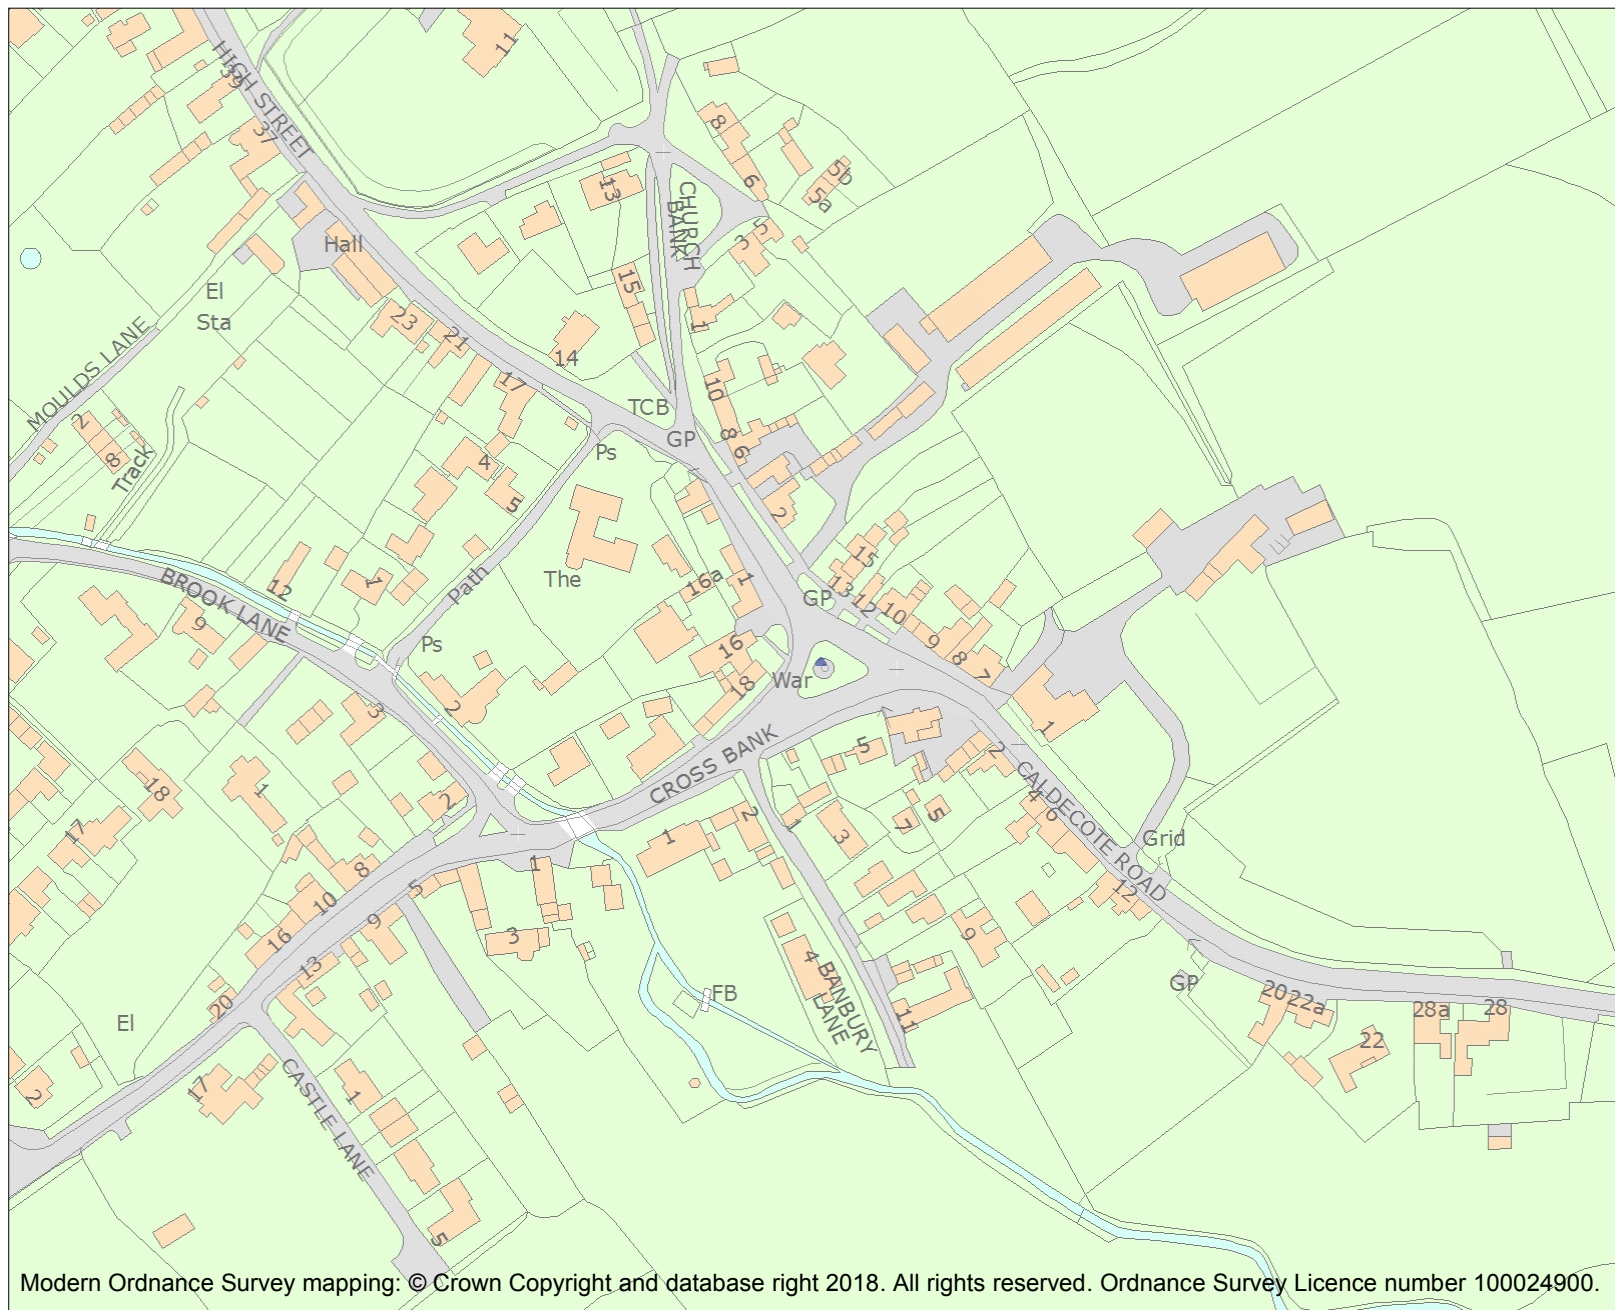 11
HIGH STREET
39
37
8
6
5b
5a
13
CHURCH
BANK
3 5
Hall
15
1
El
Sta
23
21
14
17
MOULDS LANE
10
TCB
GP
8
6
2
8
Track
Ps
4
5
2
The
15
16a
1
Path
BROOK LANE
12
1
GP
13
12
10
9
8
7
9
Ps
16
War
18
2
3
1
CROSS BANK
5
2
CALDECOTE ROAD
18
1
17
2
4
6
1
2
1
3
7
5
Grid
8
1
5
12
10
9
16
3
9
13
4
BANBURY
LANE
FB
GP
20
11
20
22a
28a
28
El
22
2
17
CASTLE LANE
1
5
Modern Ordnance Survey mapping: © Crown Copyright and database right 2018. All rights reserved. Ordnance Survey Licence number 100024900.